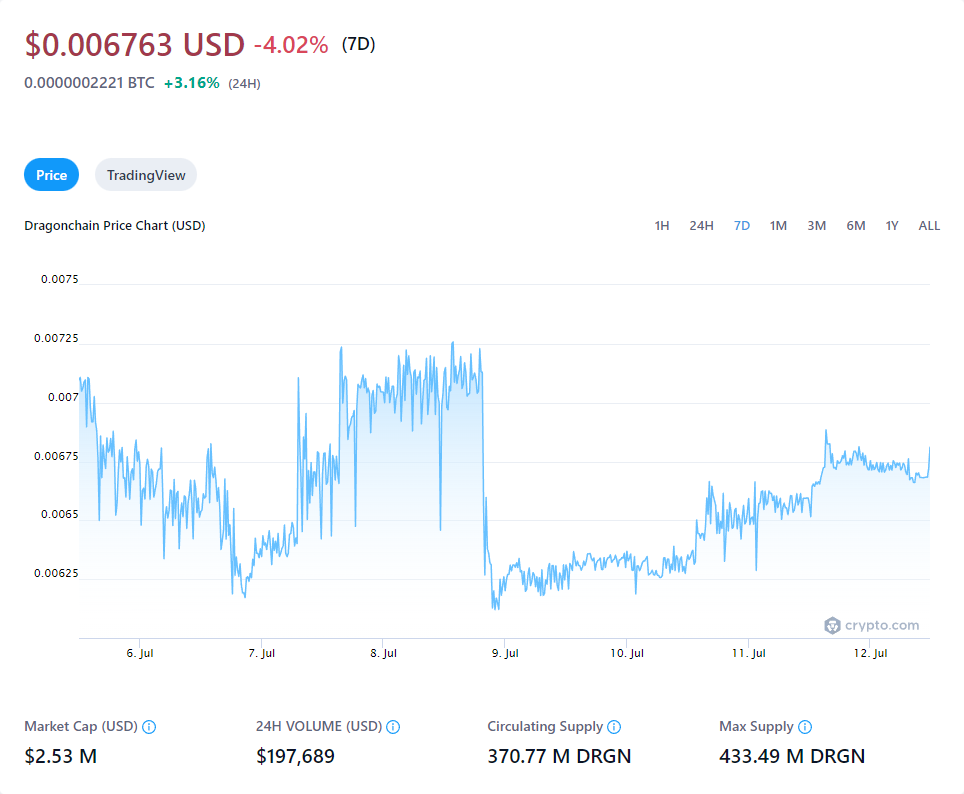 $0.006763 USD -4.02% (7D)
0.0000002221 BTC +3.16% (24H)
Price TradingView
Dragonchain Price Chart (USD) 1H 24H 7D 1M 3M 6M 1Y ALL
0.0075
0.00725
0.007
0.00675
0.0065
0.00625
crypto.com
6. Jul 7. Jul 8. Jul 9. Jul 10. Jul 11. Jul 12. Jul
Market Cap (USD) 24H VOLUME (USD) Circulating Supply Max Supply
$2.53 M $197,689 370.77 M DRGN 433.49 M DRGN